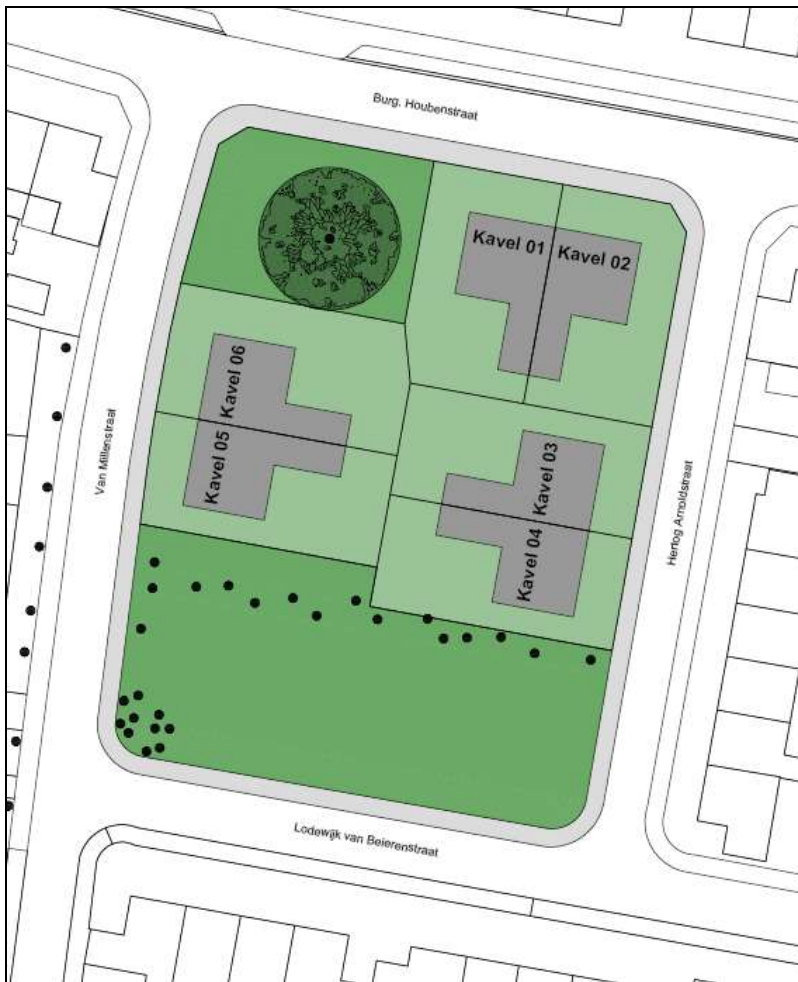 Burg. Houbenstraat
Kavel 01
Kavel 02
Kavel 06
Kavel 05
Kavel 03
Kavel 04
Van Millenstraat
Hertog Arnoldstraat
Lodewijk van Beierenstraat